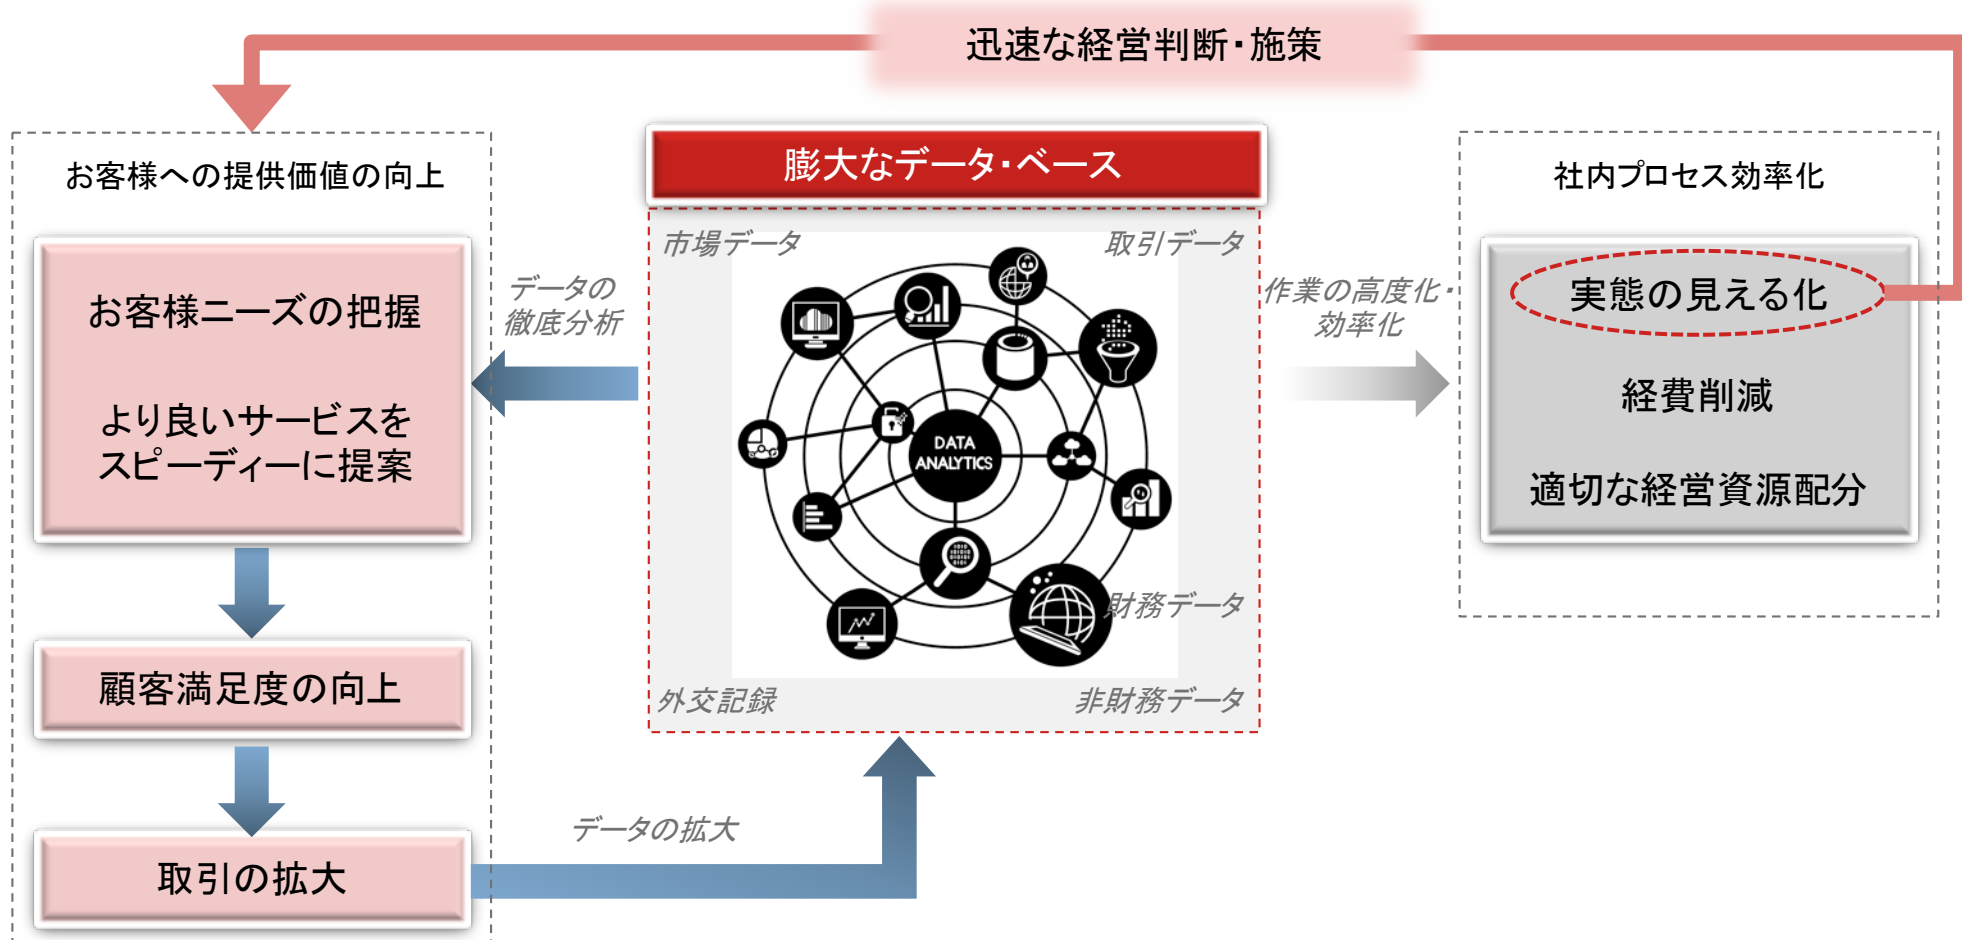 迅速な経営判断・施策
お客様への提供価値の向上
お客様ニーズの把握
より良いサービスを
スピーディーに提案
顧客満足度の向上
取引の拡大
データの
徹底分析
膨大なデータ・ベース
市場データ
取引データ
DATA
ANALYTICS
財務データ
外交記録
非財務データ
データの拡大
作業の高度化・
効率化
社内プロセス効率化
実態の見える化
経費削減
適切な経営資源配分